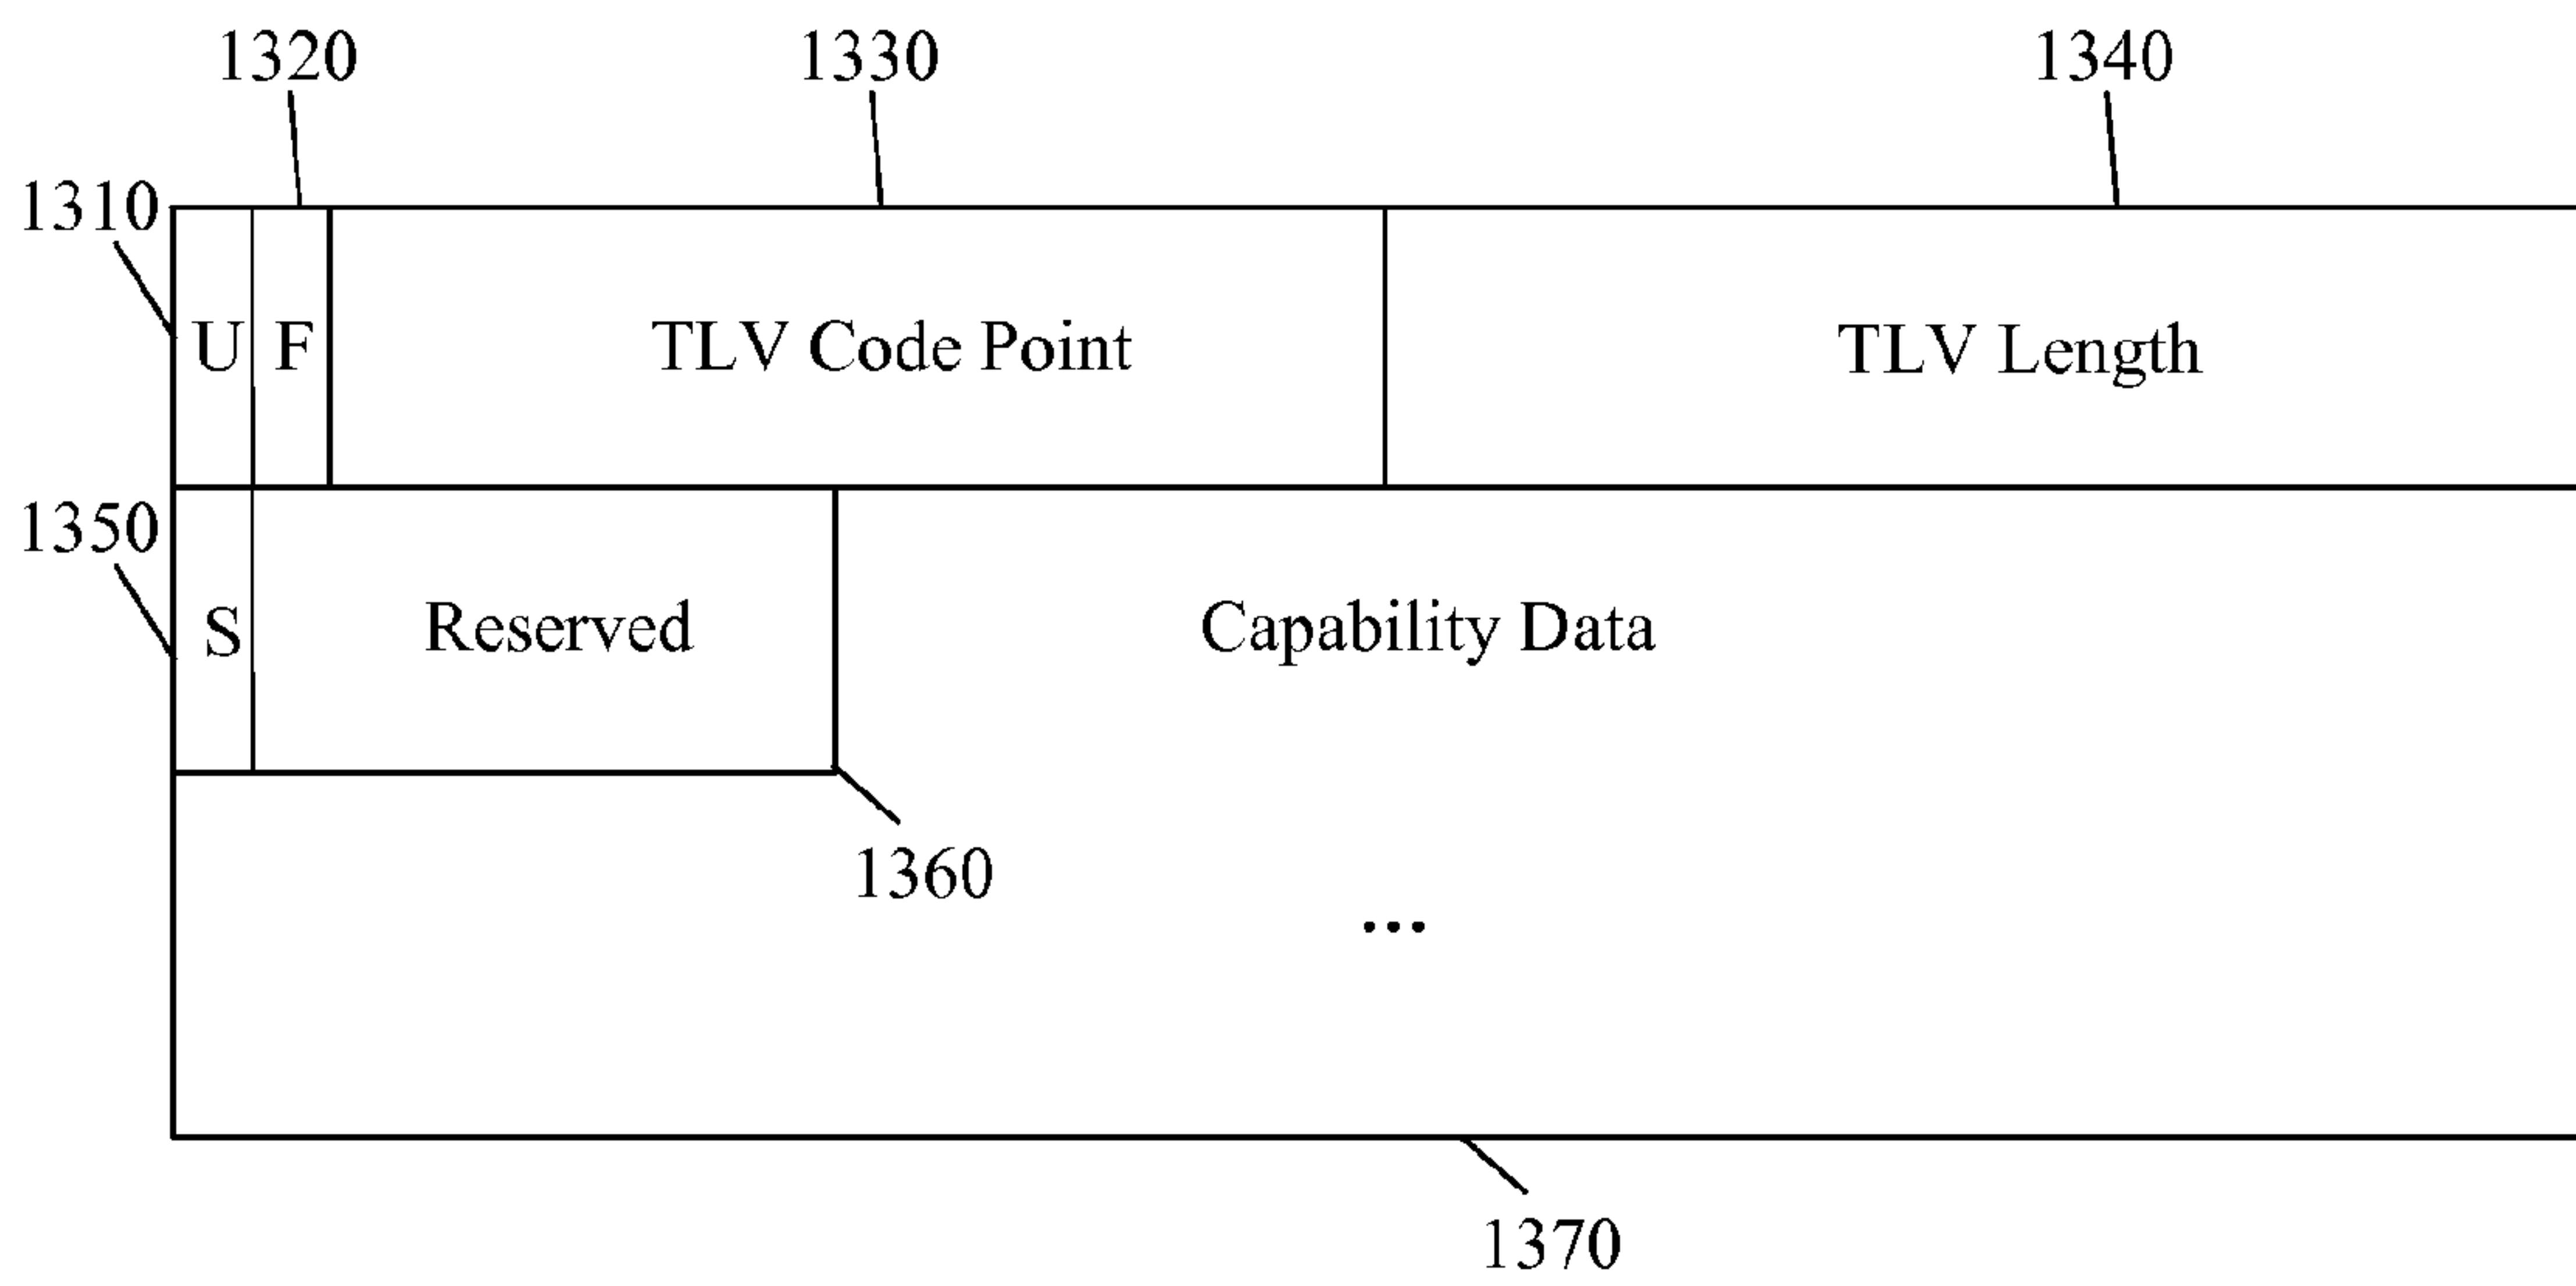 1320 1330 1340
1310
U F TLV Code Point TLV Length
1350
S Reserved Capability Data
1360
...
1370